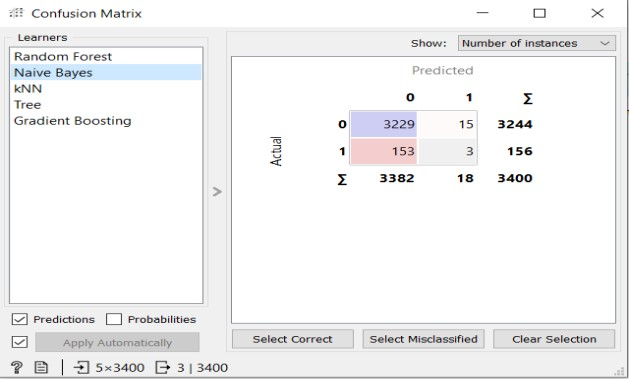 Confusion Matrix
Learners
Random Forest
Naive Bayes
kNN
Tree
Gradient Boosting
Predictions Probabilities
Apply Automatically
Show: Number of instances
Predicted
0 1 Σ
Actual
0 3229 15 3244
1 153 3 156
Σ 3382 18 3400
Select Correct Select Misclassified Clear Selection
? 5×3400 3 | 3400